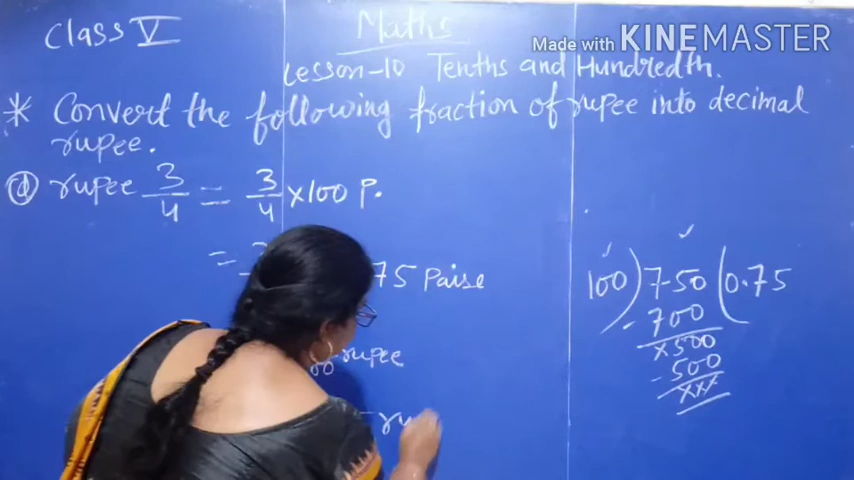 Class V
Maths
Made with KINEMASTER
Lesson-10 Tenths and Hundredth.
* Convert the following fraction of rupee into decimal
rupee.
(d) rupee 3/4 = 3/4 ×100 P.
= 75 Paise
rupee
100 ) 7.50 ( 0.75
- 700
×500
- 500
×××